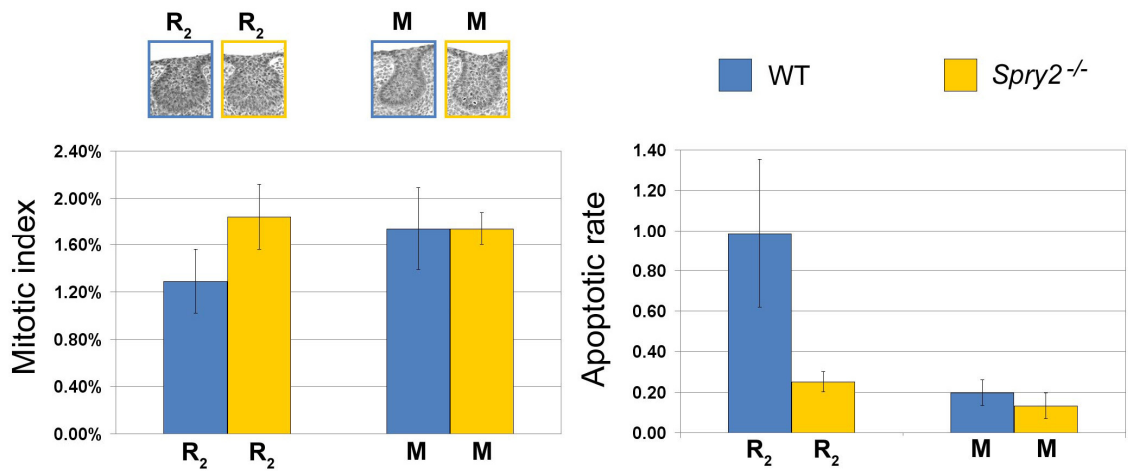 R₂ R₂ M M
WT Spry2 -/-
Mitotic index
2.40%
2.00%
1.60%
1.20%
0.80%
0.40%
0.00%
R₂ R₂ M M
Apoptotic rate
1.40
1.20
1.00
0.80
0.60
0.40
0.20
0.00
R₂ R₂ M M